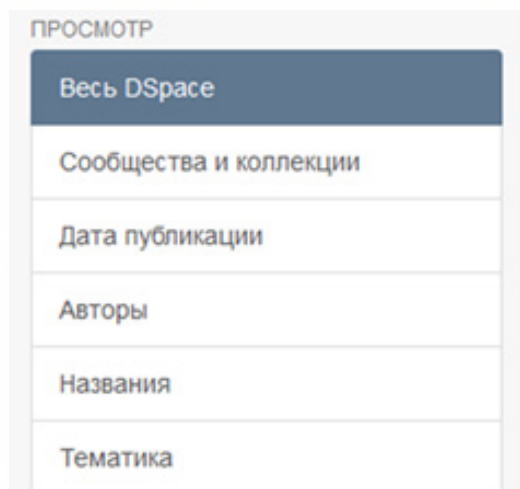 ПРОСМОТР
Весь DSpace
Сообщества и коллекции
Дата публикации
Авторы
Названия
Тематика